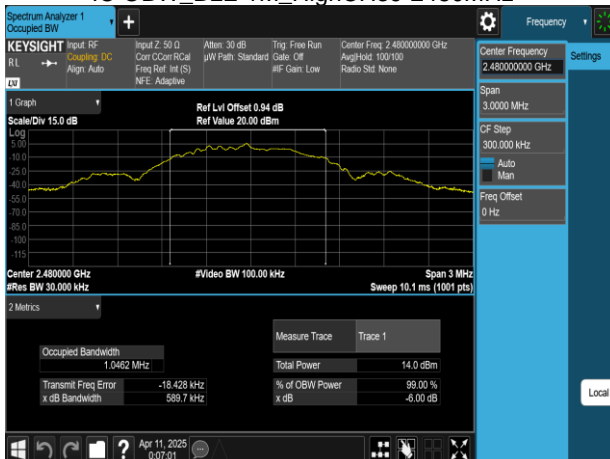 Spectrum Analyzer 1
Occupied BW
Frequency
KEYSIGHT
RL
LXI
Input: RF
Coupling: DC
Align: Auto
Input Z: 50 Ω
Corr CCorr RCal
Freq Ref: Int (S)
NFE: Adaptive
Atten: 30 dB
µW Path: Standard
Trig: Free Run
Gate: Off
#IF Gain: Low
Center Freq: 2.480000000 GHz
Avg|Hold: 100/100
Radio Std: None
Center Frequency
2.480000000 GHz
Settings
Span
3.0000 MHz
CF Step
300.000 kHz
Auto
Man
Freq Offset
0 Hz
1 Graph
Scale/Div 15.0 dB
Ref Lvl Offset 0.94 dB
Ref Value 20.00 dBm
Log
5.00
-10.0
-25.0
-40.0
-55.0
-70.0
-85.0
-100
-115
Center 2.480000 GHz
#Res BW 30.000 kHz
#Video BW 100.00 kHz
Span 3 MHz
Sweep 10.1 ms (1001 pts)
2 Metrics
Measure Trace
Trace 1
Occupied Bandwidth
1.0462 MHz
Total Power
14.0 dBm
Transmit Freq Error
-18.428 kHz
% of OBW Power
99.00 %
x dB Bandwidth
589.7 kHz
x dB
-6.00 dB
Local
?
Apr 11, 2025
0:07:01